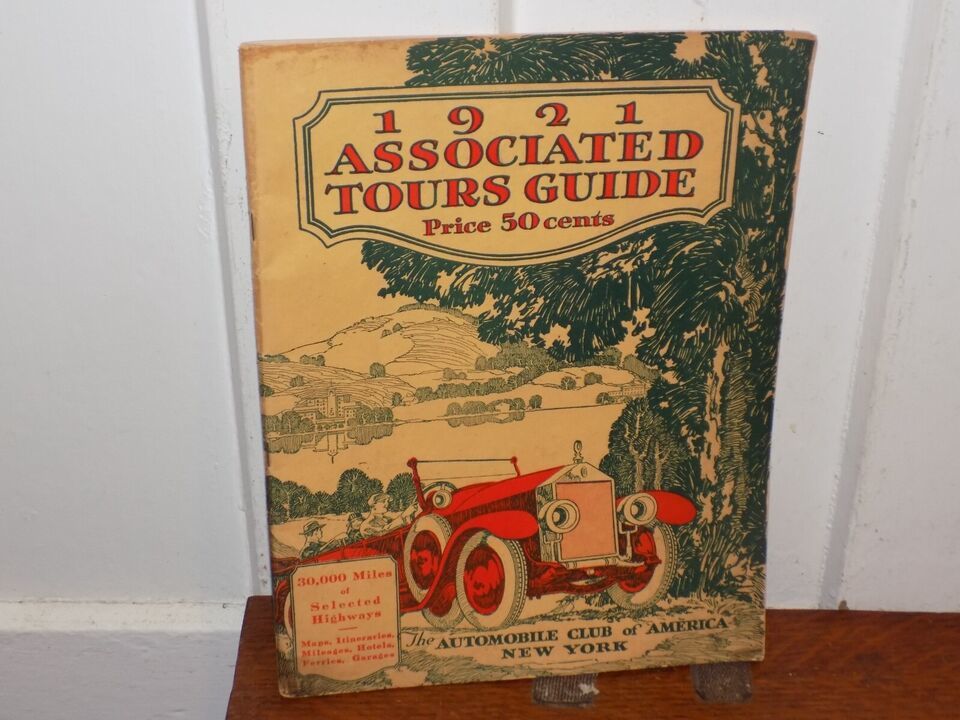 1921
ASSOCIATED
TOURS GUIDE
Price 50 cents
30,000 Miles
of
Selected
Highways
Maps, Itineraries,
Mileages, Hotels,
Ferries, Garages
The AUTOMOBILE CLUB of AMERICA
NEW YORK